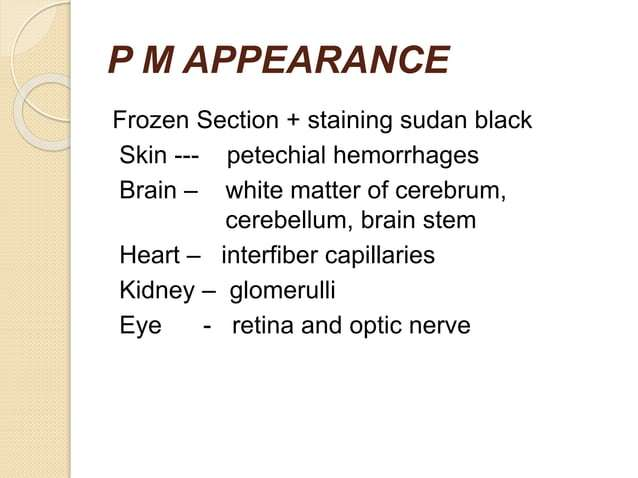 P M APPEARANCE
Frozen Section + staining sudan black
Skin --- petechial hemorrhages
Brain – white matter of cerebrum,
cerebellum, brain stem
Heart – interfiber capillaries
Kidney – glomerulli
Eye - retina and optic nerve